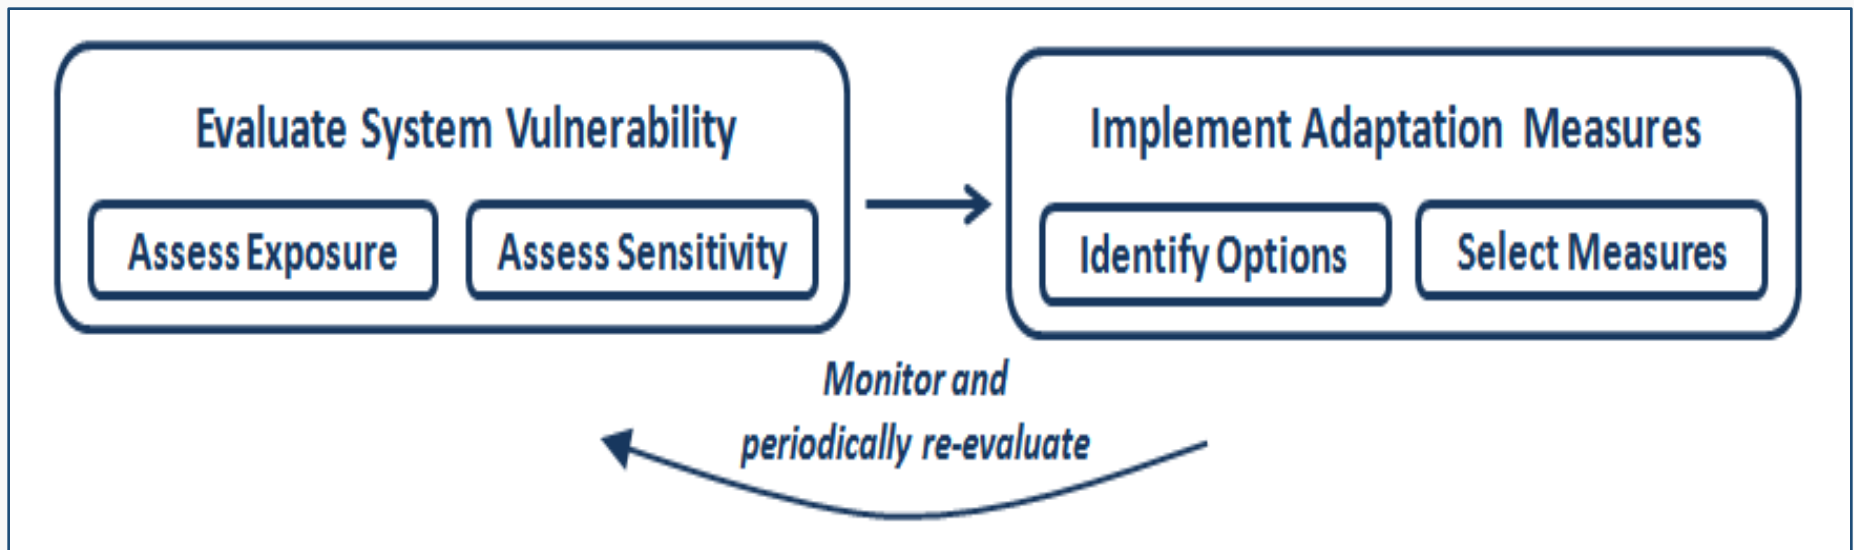 Evaluate System Vulnerability
Assess Exposure
Assess Sensitivity
Implement Adaptation Measures
Identify Options
Select Measures
Monitor and
periodically re-evaluate